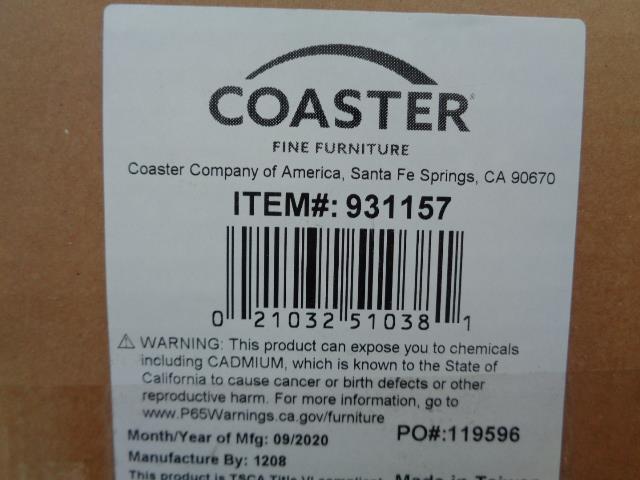 COASTER
FINE FURNITURE
Coaster Company of America, Santa Fe Springs, CA 90670
ITEM#: 931157
0 21032 51038 1
⚠ WARNING: This product can expose you to chemicals
including CADMIUM, which is known to the State of
California to cause cancer or birth defects or other
reproductive harm. For more information, go to
www.P65Warnings.ca.gov/furniture
Month/Year of Mfg: 09/2020 PO#:119596
Manufacture By: 1208
This product is TSCA Title VI compliant Made in Taiwan